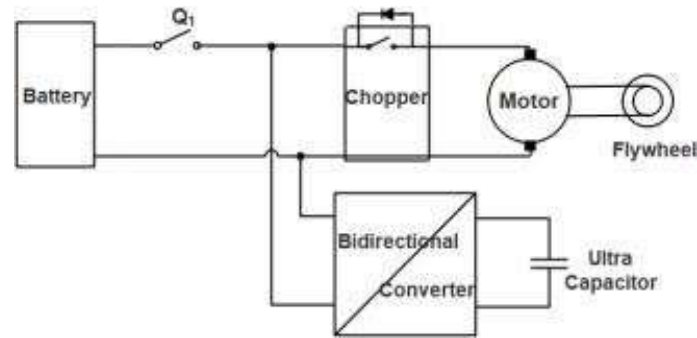 Q1
Battery
Chopper
Motor
Flywheel
Bidirectional
Converter
Ultra
Capacitor